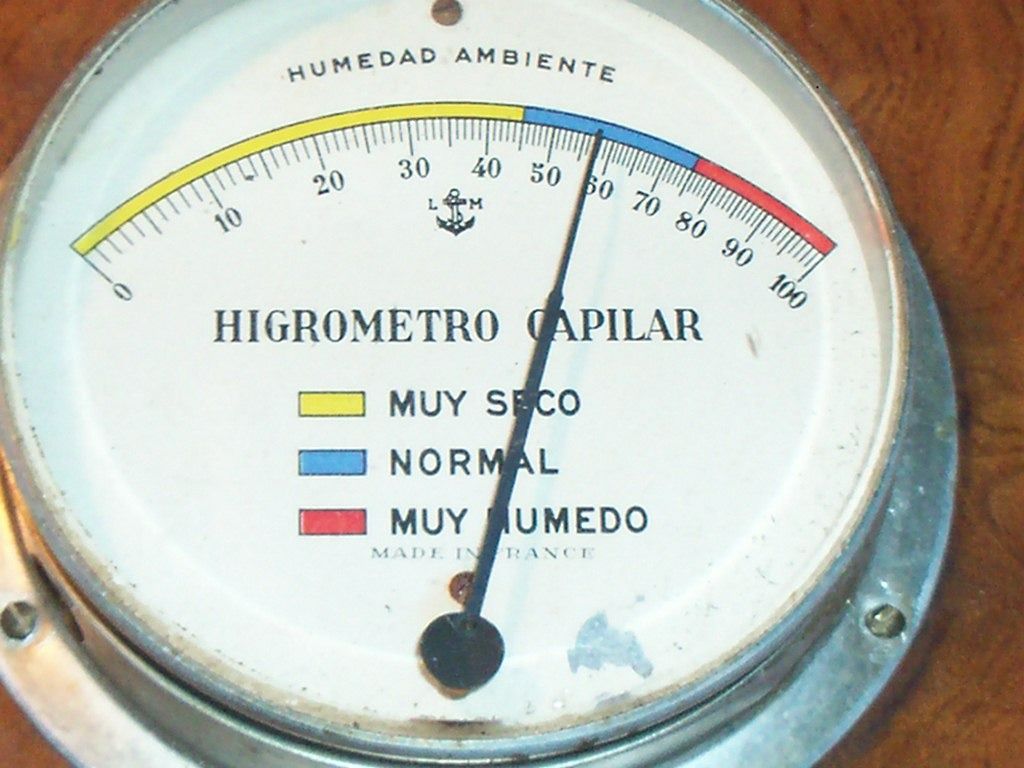 HUMEDAD AMBIENTE
0 10 20 30 40 50 60 70 80 90 100
L M
HIGROMETRO CAPILAR
MUY SECO
NORMAL
MUY HUMEDO
MADE IN FRANCE